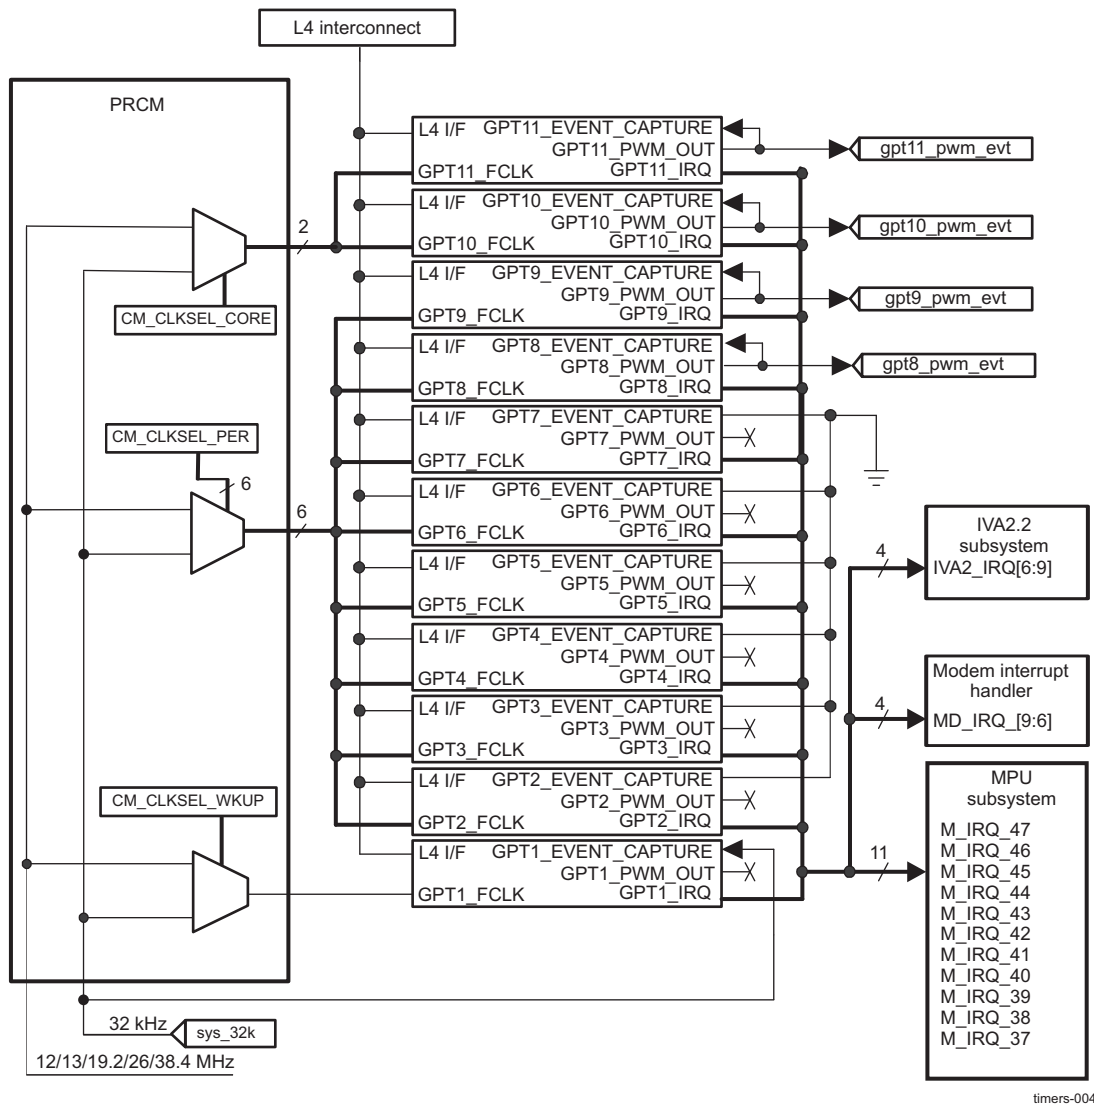 L4 interconnect
PRCM
L4 I/F GPT11_EVENT_CAPTURE
GPT11_PWM_OUT
GPT11_FCLK GPT11_IRQ
gpt11_pwm_evt
L4 I/F GPT10_EVENT_CAPTURE
GPT10_PWM_OUT
GPT10_FCLK GPT10_IRQ
gpt10_pwm_evt
2
CM_CLKSEL_CORE
L4 I/F GPT9_EVENT_CAPTURE
GPT9_PWM_OUT
GPT9_FCLK GPT9_IRQ
gpt9_pwm_evt
L4 I/F GPT8_EVENT_CAPTURE
GPT8_PWM_OUT
GPT8_FCLK GPT8_IRQ
gpt8_pwm_evt
L4 I/F GPT7_EVENT_CAPTURE
GPT7_PWM_OUT
GPT7_FCLK GPT7_IRQ
CM_CLKSEL_PER
6
6
L4 I/F GPT6_EVENT_CAPTURE
GPT6_PWM_OUT
GPT6_FCLK GPT6_IRQ
L4 I/F GPT5_EVENT_CAPTURE
GPT5_PWM_OUT
GPT5_FCLK GPT5_IRQ
L4 I/F GPT4_EVENT_CAPTURE
GPT4_PWM_OUT
GPT4_FCLK GPT4_IRQ
L4 I/F GPT3_EVENT_CAPTURE
GPT3_PWM_OUT
GPT3_FCLK GPT3_IRQ
L4 I/F GPT2_EVENT_CAPTURE
GPT2_PWM_OUT
GPT2_FCLK GPT2_IRQ
CM_CLKSEL_WKUP
L4 I/F GPT1_EVENT_CAPTURE
GPT1_PWM_OUT
GPT1_FCLK GPT1_IRQ
4
IVA2.2
subsystem
IVA2_IRQ[6:9]
4
Modem interrupt
handler
MD_IRQ_[9:6]
11
MPU
subsystem
M_IRQ_47
M_IRQ_46
M_IRQ_45
M_IRQ_44
M_IRQ_43
M_IRQ_42
M_IRQ_41
M_IRQ_40
M_IRQ_39
M_IRQ_38
M_IRQ_37
32 kHz
sys_32k
12/13/19.2/26/38.4 MHz
timers-004